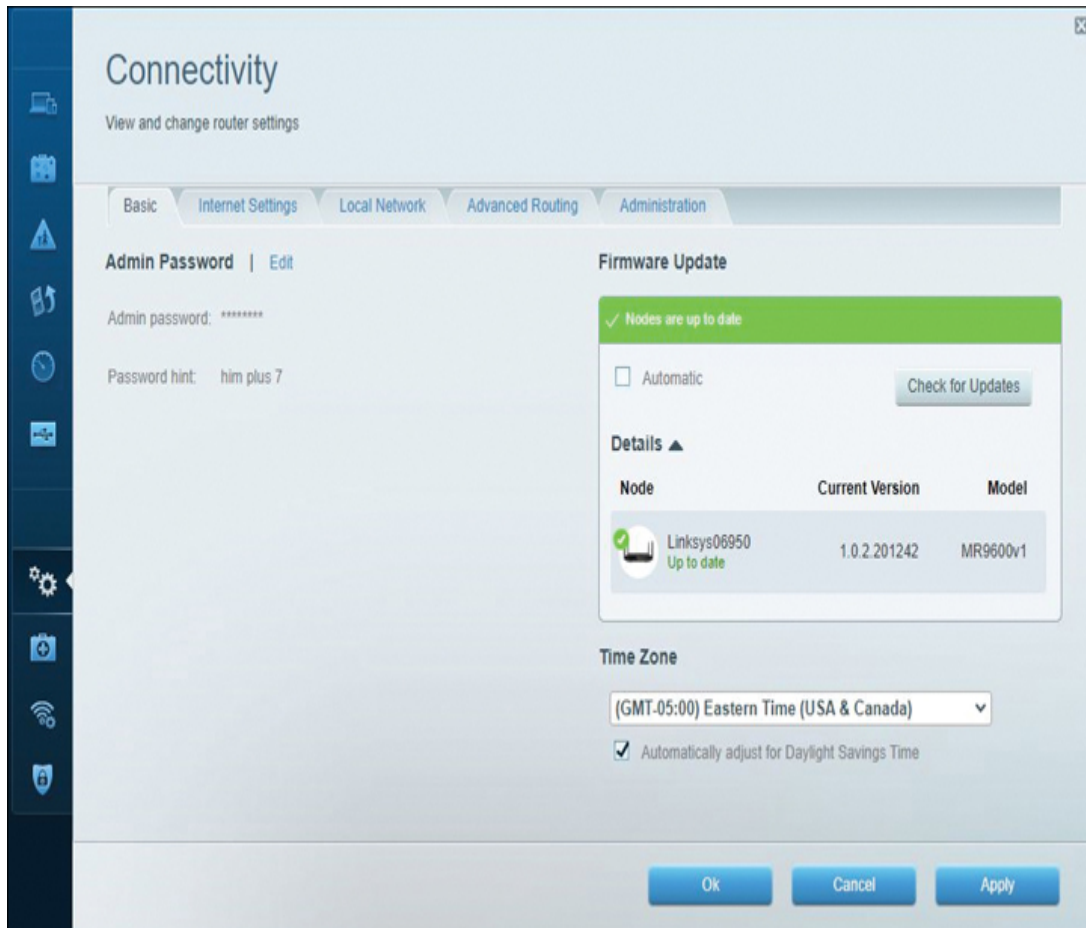 Connectivity
View and change router settings
Basic
Internet Settings
Local Network
Advanced Routing
Administration
Admin Password | Edit
Admin password: ********
Password hint: him plus 7
Firmware Update
Nodes are up to date
Automatic
Check for Updates
Details
Node Current Version Model
Linksys06950
Up to date
1.0.2.201242
MR9600v1
Time Zone
(GMT-05:00) Eastern Time (USA & Canada)
Automatically adjust for Daylight Savings Time
Ok
Cancel
Apply